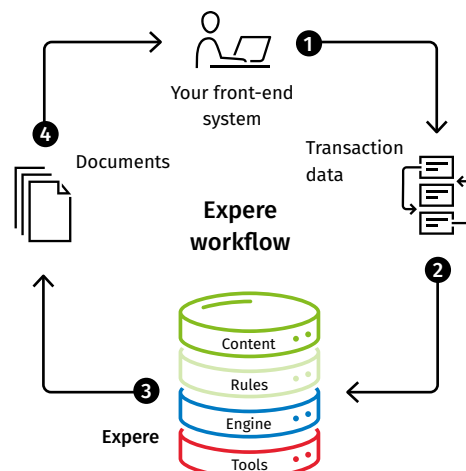 1
Your front-end
system
4
Documents
Transaction
data
Expere
workflow
2
Content
Rules
3
Engine
Expere
Tools